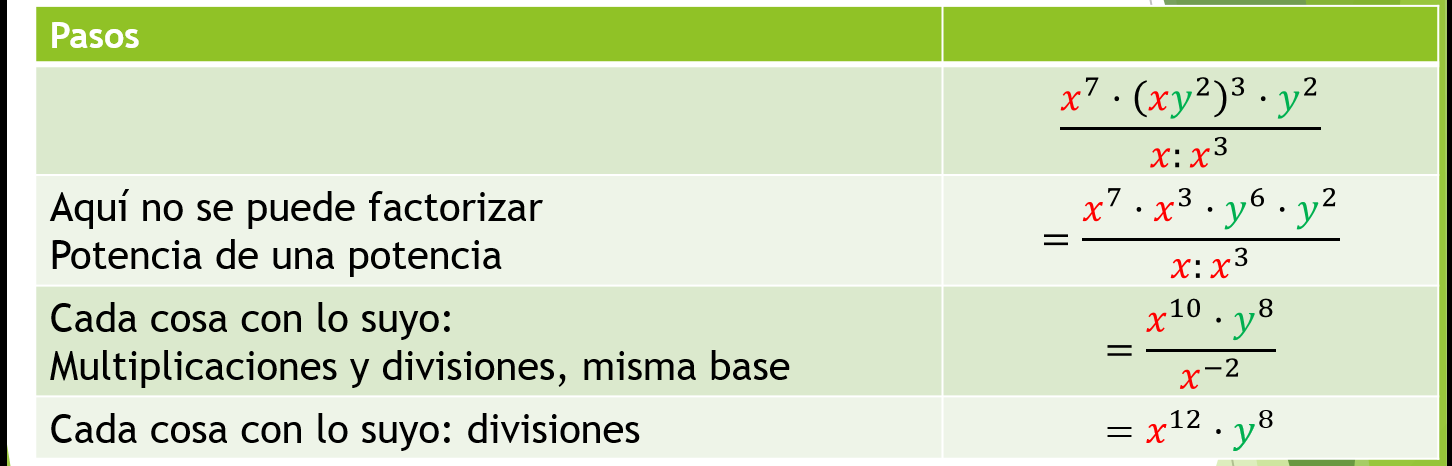 Pasos
x⁷ · (xy²)³ · y²
x: x³
Aquí no se puede factorizar
Potencia de una potencia
= x⁷ · x³ · y⁶ · y²
x: x³
Cada cosa con lo suyo:
Multiplicaciones y divisiones, misma base
= x¹⁰ · y⁸
x⁻²
Cada cosa con lo suyo: divisiones
= x¹² · y⁸